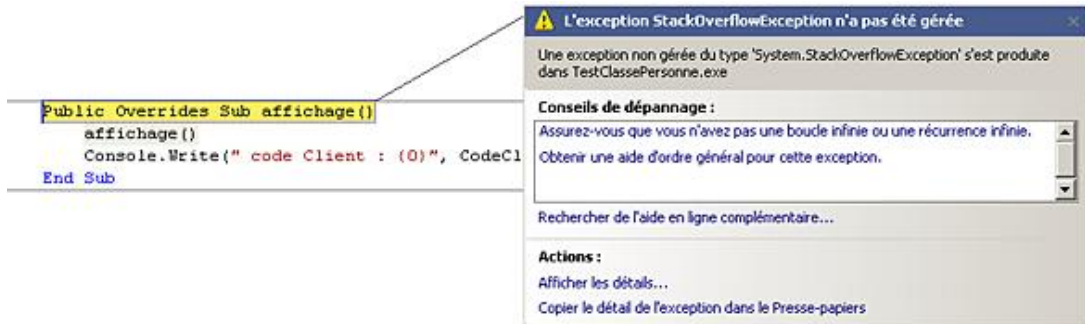 Public Overrides Sub affichage()
affichage()
Console.Write(" code Client : (0)", CodeCl
End Sub
L'exception StackOverflowException n'a pas été gérée
Une exception non gérée du type 'System.StackOverflowException' s'est produite
dans TestClassePersonne.exe
Conseils de dépannage :
Assurez-vous que vous n'avez pas une boucle infinie ou une récurrence infinie.
Obtenir une aide d'ordre général pour cette exception.
Rechercher de l'aide en ligne complémentaire...
Actions :
Afficher les détails...
Copier le détail de l'exception dans le Presse-papiers